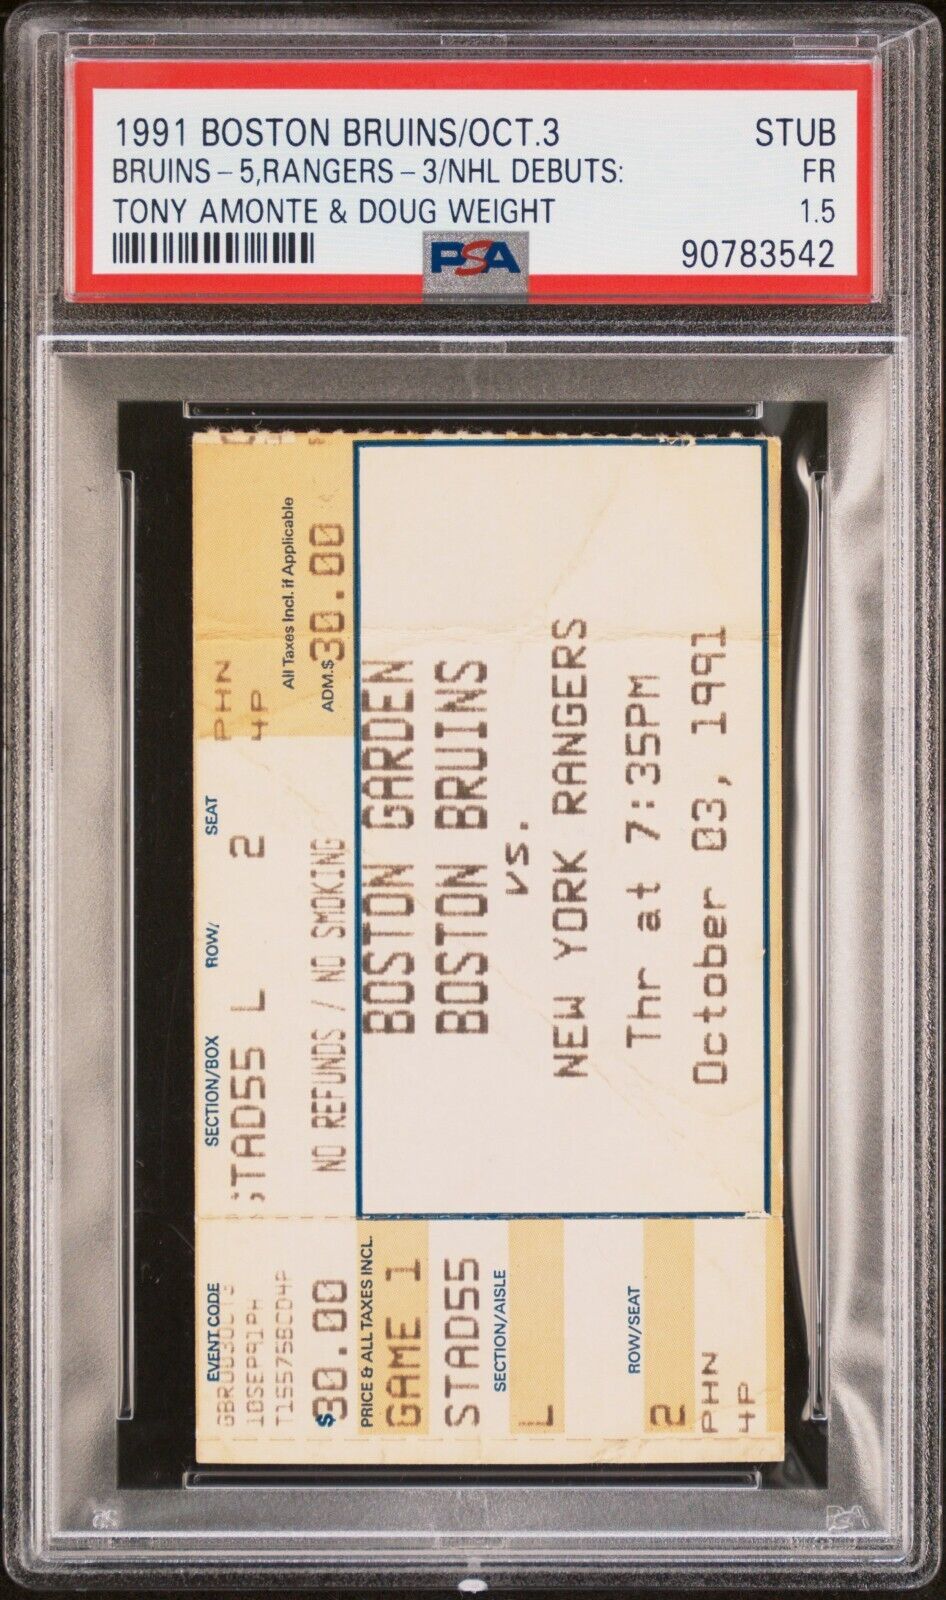 1991 BOSTON BRUINS/OCT.3 STUB
BRUINS-5,RANGERS-3/NHL DEBUTS: FR
TONY AMONTE & DOUG WEIGHT 1.5
PSA 90783542
SECTION/BOX ROW/ SEAT
STAD55 L 2 PHN
4P
All Taxes Incl. if Applicable
NO REFUNDS / NO SMOKING ADM.$ 30.00
BOSTON GARDEN
BOSTON BRUINS
vs.
NEW YORK RANGERS
Thr at 7:35PM
October 03, 1991
EVENT CODE
10SEP91PH
$30.00
PRICE & ALL TAXES INCL.
GAME 1
STAD55
SECTION/AISLE
L
ROW/SEAT
2
PHN
4P
PSA